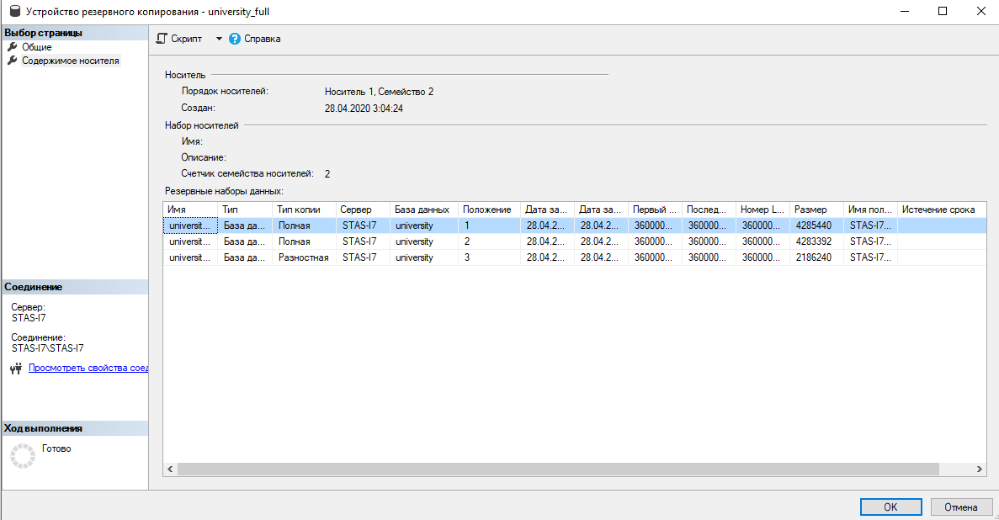 Устройство резервного копирования - university_full
Выбор страницы
Общие
Содержимое носителя
Скрипт
Справка
Носитель
Порядок носителей: Носитель 1, Семейство 2
Создан: 28.04.2020 3:04:24
Набор носителей
Имя:
Описание:
Счетчик семейства носителей: 2
Резервные наборы данных:
Имя Тип Тип копии Сервер База данных Положение Дата за... Дата за... Первый ... Послед... Номер L... Размер Имя пол... Истечение срока
universit... База да... Полная STAS-I7 university 1 28.04.2... 28.04.2... 360000... 360000... 360000... 4285440 STAS-I7...
universit... База да... Полная STAS-I7 university 2 28.04.2... 28.04.2... 360000... 360000... 360000... 4283392 STAS-I7...
universit... База да... Разностная STAS-I7 university 3 28.04.2... 28.04.2... 360000... 360000... 360000... 2186240 STAS-I7...
Соединение
Сервер:
STAS-I7
Соединение:
STAS-I7\STAS-I7
Просмотреть свойства соед
Ход выполнения
Готово
OK
Отмена